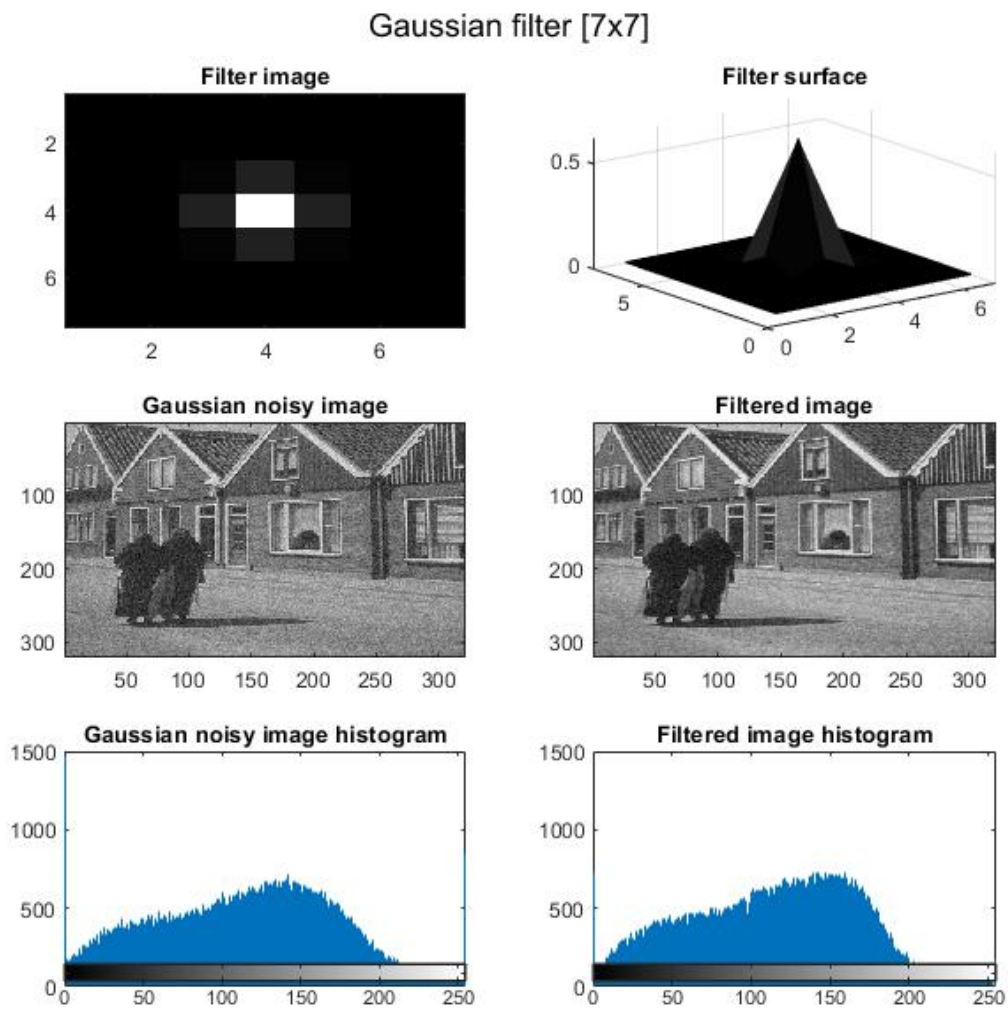 Gaussian filter [7x7]
Filter image
2
4
6
2 4 6
Filter surface
0.5
0
5
0
0 2 4 6
Gaussian noisy image
100
200
300
50 100 150 200 250 300
Filtered image
100
200
300
50 100 150 200 250 300
Gaussian noisy image histogram
1500
1000
500
0
0 50 100 150 200 250
Filtered image histogram
1500
1000
500
0
0 50 100 150 200 250